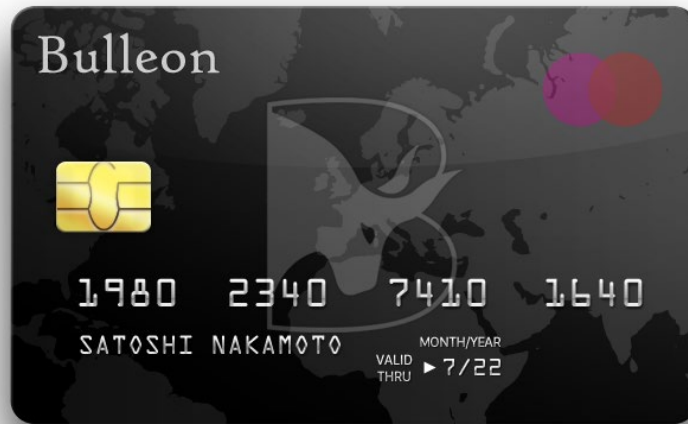 Bulleon
1980 2340 7410 1640
SATOSHI NAKAMOTO
MONTH/YEAR
VALID
THRU ▶7/22